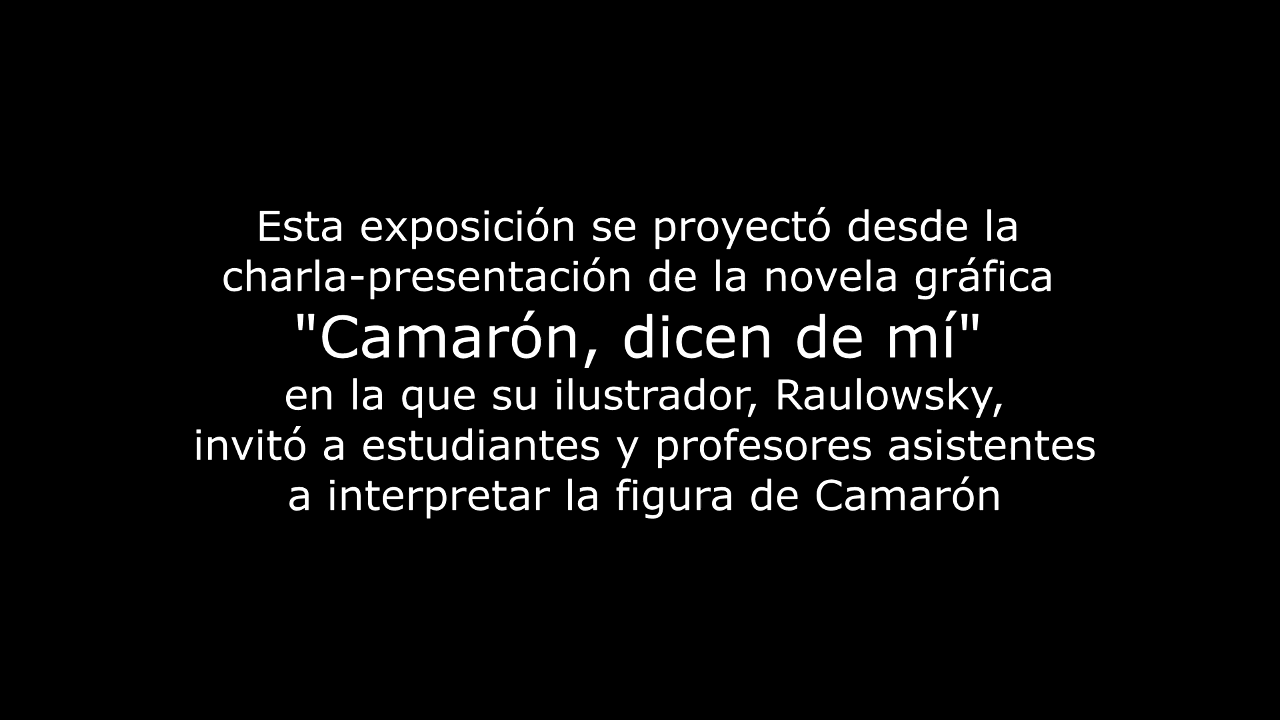 Esta exposición se proyectó desde la
charla-presentación de la novela gráfica
"Camarón, dicen de mí"
en la que su ilustrador, Raulowsky,
invitó a estudiantes y profesores asistentes
a interpretar la figura de Camarón